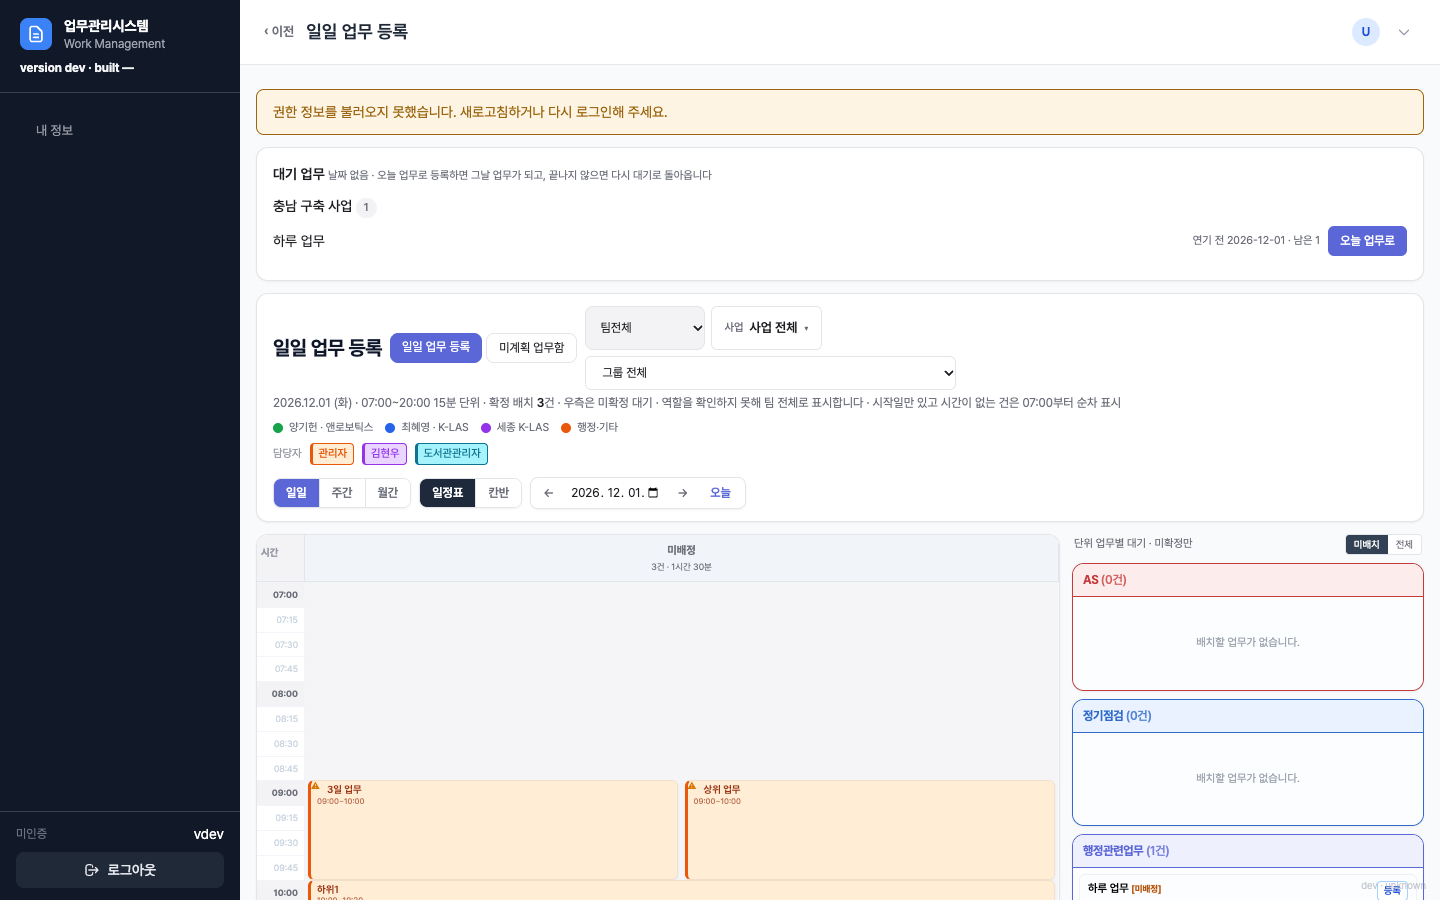 업무관리시스템
Work Management
version dev · built —
내 정보
미인증 vdev
로그아웃
‹ 이전 일일 업무 등록
U
권한 정보를 불러오지 못했습니다. 새로고침하거나 다시 로그인해 주세요.
대기 업무 날짜 없음 · 오늘 업무로 등록하면 그날 업무가 되고, 끝나지 않으면 다시 대기로 돌아옵니다
충남 구축 사업 1
하루 업무 연기 전 2026-12-01 · 남은 1 오늘 업무로
일일 업무 등록 일일 업무 등록 미계획 업무함 팀전체 사업 사업 전체
그룹 전체
2026.12.01 (화) · 07:00~20:00 15분 단위 · 확정 배치 3건 · 우측은 미확정 대기 · 역할을 확인하지 못해 팀 전체로 표시합니다 · 시작일만 있고 시간이 없는 건은 07:00부터 순차 표시
양기헌 · 앤로보틱스 최혜영 · K-LAS 세종 K-LAS 행정·기타
담당자 관리자 김현우 도서관관리자
일일 주간 월간 일정표 칸반 ← 2026. 12. 01. → 오늘
시간 미배정
3건 · 1시간 30분
07:00
07:15
07:30
07:45
08:00
08:15
08:30
08:45
09:00
09:15
09:30
09:45
10:00
3일 업무
09:00~10:00
상위 업무
09:00~10:00
하위1
10:00~10:30
단위 업무별 대기 · 미확정만 미배치 전체
AS (0건)
배치할 업무가 없습니다.
정기점검 (0건)
배치할 업무가 없습니다.
행정관련업무 (1건)
하루 업무 [미배정] 등록